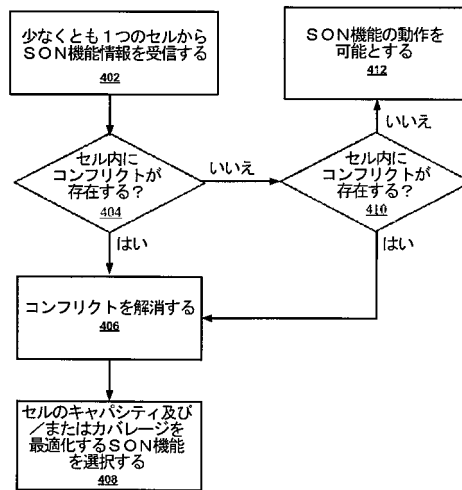 少なくとも１つのセルから
ＳＯＮ機能情報を受信する
402
ＳＯＮ機能の動作を
可能とする
412
セル内に
コンフリクトが
存在する？
404
いいえ
いいえ
セル内に
コンフリクトが
存在する？
410
はい
はい
コンフリクトを解消する
406
セルのキャパシティ及び
／またはカバレージを
最適化するＳＯＮ機能
を選択する
408